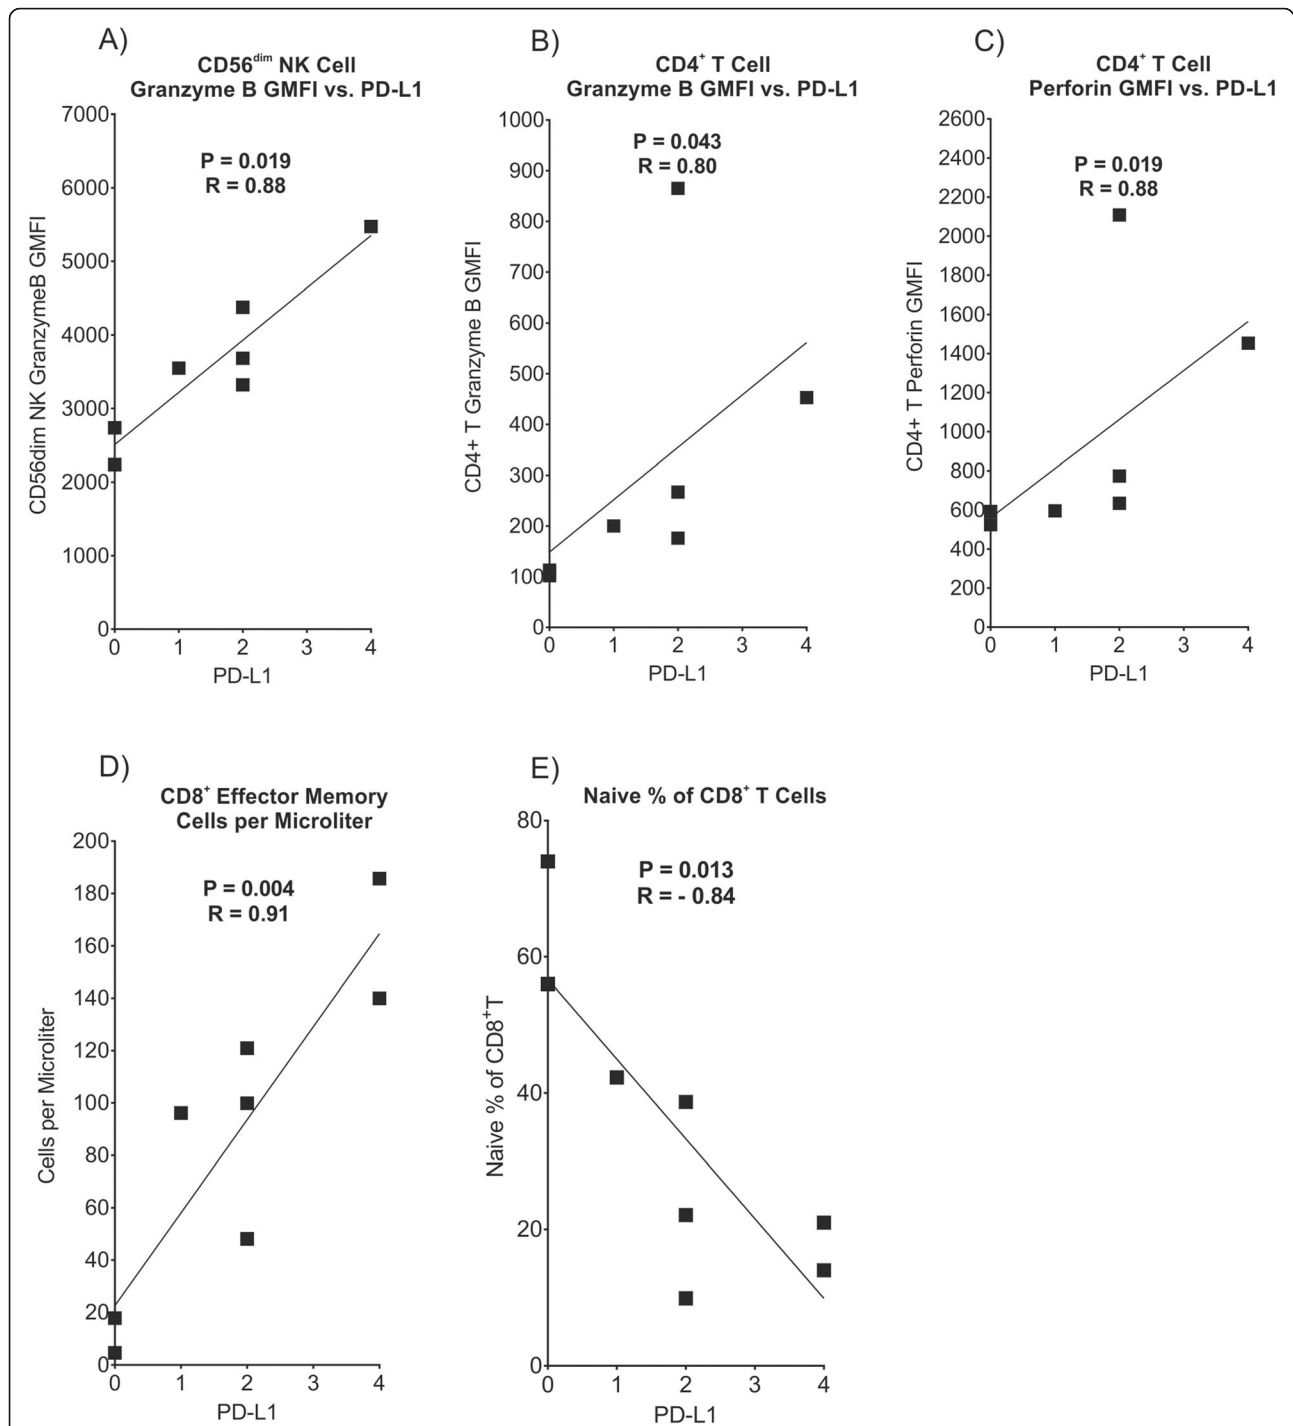 A)
CD56dim NK Cell
Granzyme B GMFI vs. PD-L1
P = 0.019
R = 0.88
CD56dim NK GranzymeB GMFI
7000
6000
5000
4000
3000
2000
1000
0
0 1 2 3 4
PD-L1
B)
CD4+ T Cell
Granzyme B GMFI vs. PD-L1
P = 0.043
R = 0.80
CD4+ T Granzyme B GMFI
1000
900
800
700
600
500
400
300
200
100
0
0 1 2 3 4
PD-L1
C)
CD4+ T Cell
Perforin GMFI vs. PD-L1
P = 0.019
R = 0.88
CD4+ T Perforin GMFI
2600
2400
2200
2000
1800
1600
1400
1200
1000
800
600
400
200
0
0 1 2 3 4
PD-L1
D)
CD8+ Effector Memory
Cells per Microliter
P = 0.004
R = 0.91
Cells per Microliter
200
180
160
140
120
100
80
60
40
20
0
0 1 2 3 4
PD-L1
E)
Naive % of CD8+ T Cells
P = 0.013
R = - 0.84
Naive % of CD8+T
80
60
40
20
0
0 1 2 3 4
PD-L1